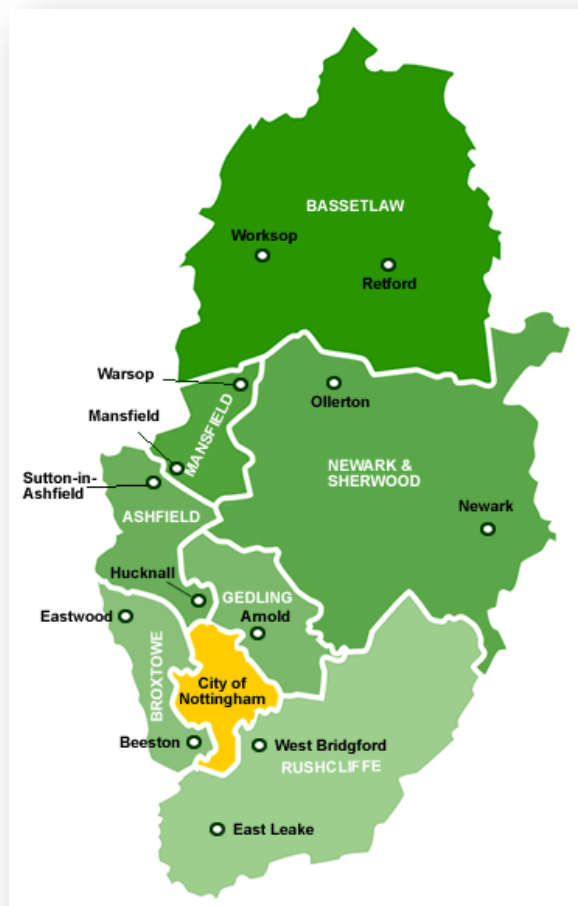 BASSETLAW
Worksop
Retford
Warsop
Ollerton
Mansfield
MANSFIELD
NEWARK &
SHERWOOD
Sutton-in-
Ashfield
Newark
ASHFIELD
Hucknall
GEDLING
Arnold
Eastwood
BROXTOWE
City of
Nottingham
Beeston
West Bridgford
RUSHCLIFFE
East Leake